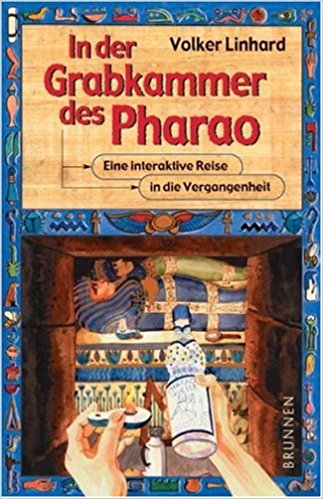 In der
Volker Linhard
Grabkammer
des Pharao
Eine interaktive Reise
in die Vergangenheit
BRUNNEN